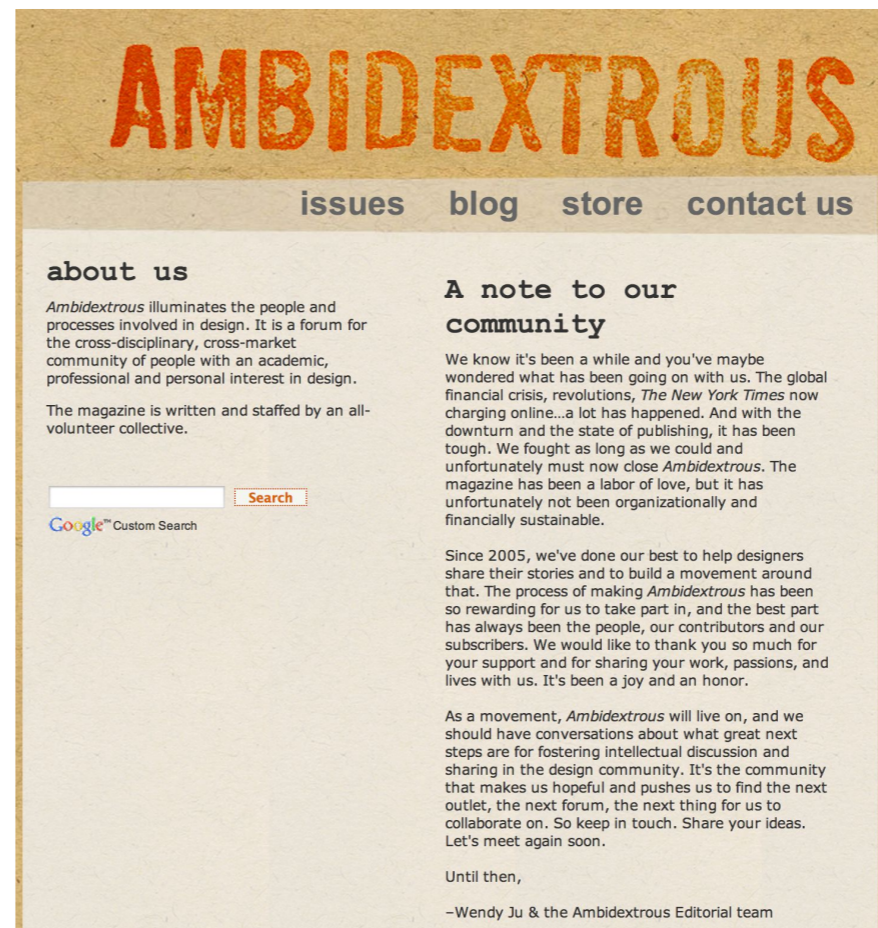 AMBIDEXTROUS
issues blog store contact us
about us
Ambidextrous illuminates the people and
processes involved in design. It is a forum for
the cross-disciplinary, cross-market
community of people with an academic,
professional and personal interest in design.
The magazine is written and staffed by an all-
volunteer collective.
Search
Google™ Custom Search
A note to our
community
We know it's been a while and you've maybe
wondered what has been going on with us. The global
financial crisis, revolutions, The New York Times now
charging online...a lot has happened. And with the
downturn and the state of publishing, it has been
tough. We fought as long as we could and
unfortunately must now close Ambidextrous. The
magazine has been a labor of love, but it has
unfortunately not been organizationally and
financially sustainable.
Since 2005, we've done our best to help designers
share their stories and to build a movement around
that. The process of making Ambidextrous has been
so rewarding for us to take part in, and the best part
has always been the people, our contributors and our
subscribers. We would like to thank you so much for
your support and for sharing your work, passions, and
lives with us. It's been a joy and an honor.
As a movement, Ambidextrous will live on, and we
should have conversations about what great next
steps are for fostering intellectual discussion and
sharing in the design community. It's the community
that makes us hopeful and pushes us to find the next
outlet, the next forum, the next thing for us to
collaborate on. So keep in touch. Share your ideas.
Let's meet again soon.
Until then,
–Wendy Ju & the Ambidextrous Editorial team